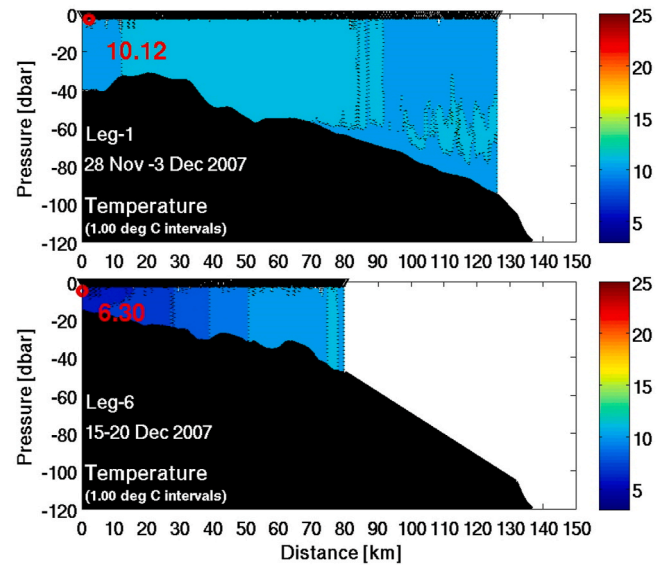 0
-20
-40
-60
-80
-100
-120
Pressure [dbar]
10.12
Leg-1
28 Nov -3 Dec 2007
Temperature
(1.00 deg C intervals)
0 10 20 30 40 50 60 70 80 90 100 110 120 130 140 150
25
20
15
10
5
0
-20
-40
-60
-80
-100
-120
Pressure [dbar]
6.30
Leg-6
15-20 Dec 2007
Temperature
(1.00 deg C intervals)
0 10 20 30 40 50 60 70 80 90 100 110 120 130 140 150
Distance [km]
25
20
15
10
5